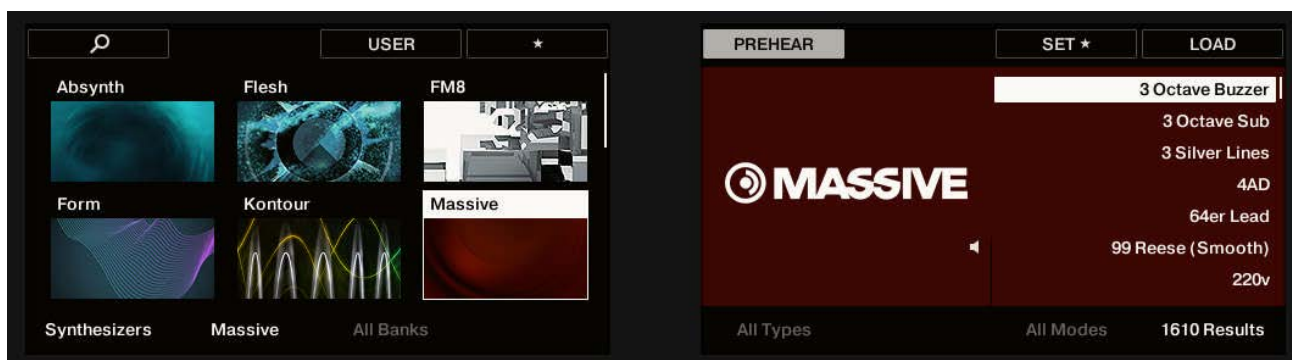 USER ★
Absynth Flesh FM8
Form Kontour Massive
Synthesizers Massive All Banks
PREHEAR SET ★ LOAD
MASSIVE
3 Octave Buzzer
3 Octave Sub
3 Silver Lines
4AD
64er Lead
99 Reese (Smooth)
220v
All Types All Modes 1610 Results